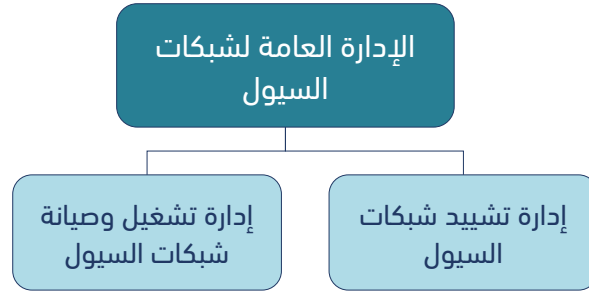 الإدارة العامة لشبكات
السيول
إدارة تشييد شبكات
السيول
إدارة تشغيل وصيانة
شبكات السيول